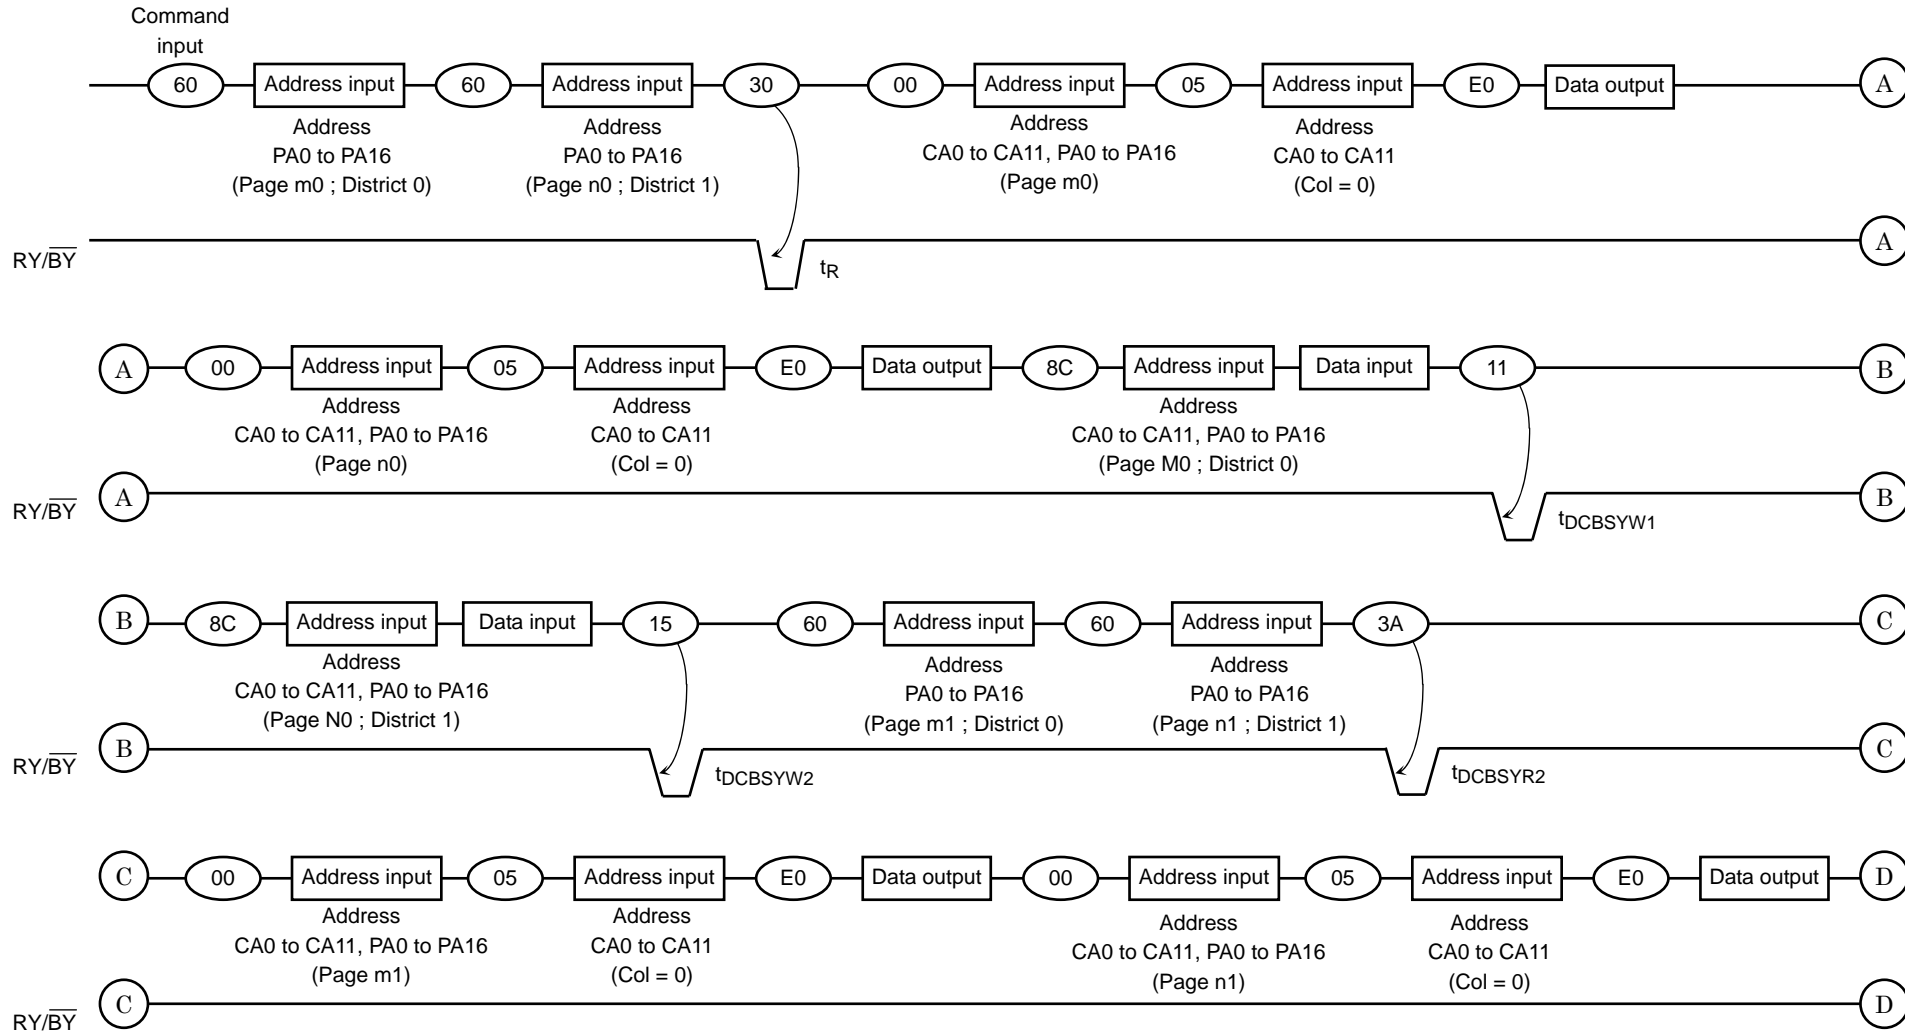 Command
input
60 Address input 60 Address input 30 00 Address input 05 Address input E0 Data output A
Address
PA0 to PA16
(Page m0 ; District 0)
Address
PA0 to PA16
(Page n0 ; District 1)
Address
CA0 to CA11, PA0 to PA16
(Page m0)
Address
CA0 to CA11
(Col = 0)
RY/BY tR A
A 00 Address input 05 Address input E0 Data output 8C Address input Data input 11 B
Address
CA0 to CA11, PA0 to PA16
(Page n0)
Address
CA0 to CA11
(Col = 0)
Address
CA0 to CA11, PA0 to PA16
(Page M0 ; District 0)
RY/BY A tDCBSYW1 B
B 8C Address input Data input 15 60 Address input 60 Address input 3A C
Address
CA0 to CA11, PA0 to PA16
(Page N0 ; District 1)
Address
PA0 to PA16
(Page m1 ; District 0)
Address
PA0 to PA16
(Page n1 ; District 1)
RY/BY B tDCBSYW2 tDCBSYR2 C
C 00 Address input 05 Address input E0 Data output 00 Address input 05 Address input E0 Data output D
Address
CA0 to CA11, PA0 to PA16
(Page m1)
Address
CA0 to CA11
(Col = 0)
Address
CA0 to CA11, PA0 to PA16
(Page n1)
Address
CA0 to CA11
(Col = 0)
RY/BY C D